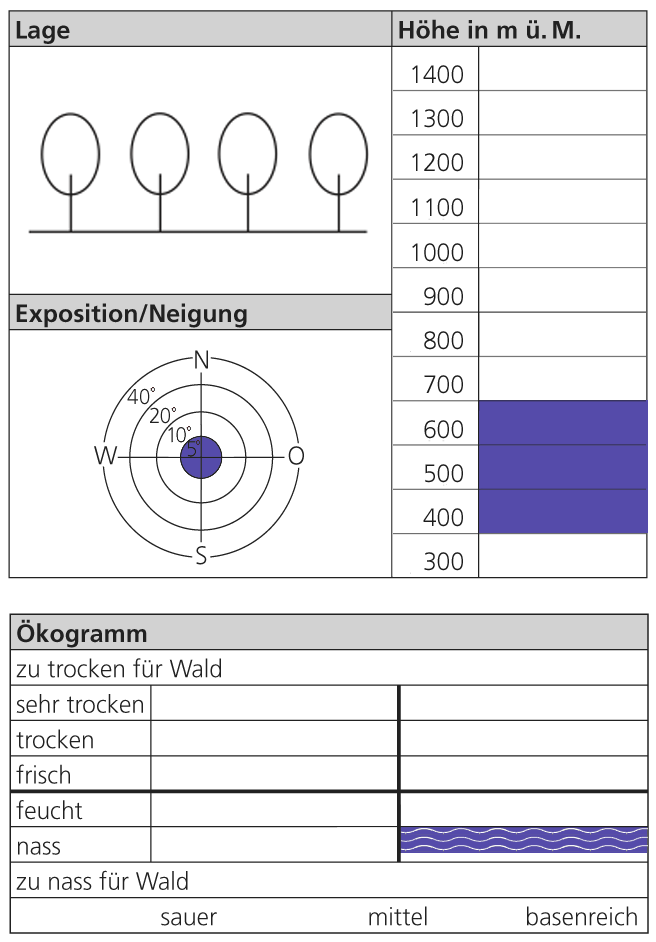 Lage
Höhe in m ü. M.
1400
1300
1200
1100
1000
900
800
700
600
500
400
300
Exposition/Neigung
N
40°
20°
10°
5°
W
O
S
Ökogramm
zu trocken für Wald
sehr trocken
trocken
frisch
feucht
nass
zu nass für Wald
sauer mittel basenreich